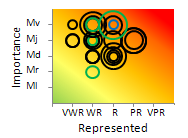 Importance
Mv
Mj
Md
Mr
Ml
VWR WR R PR VPR
Represented